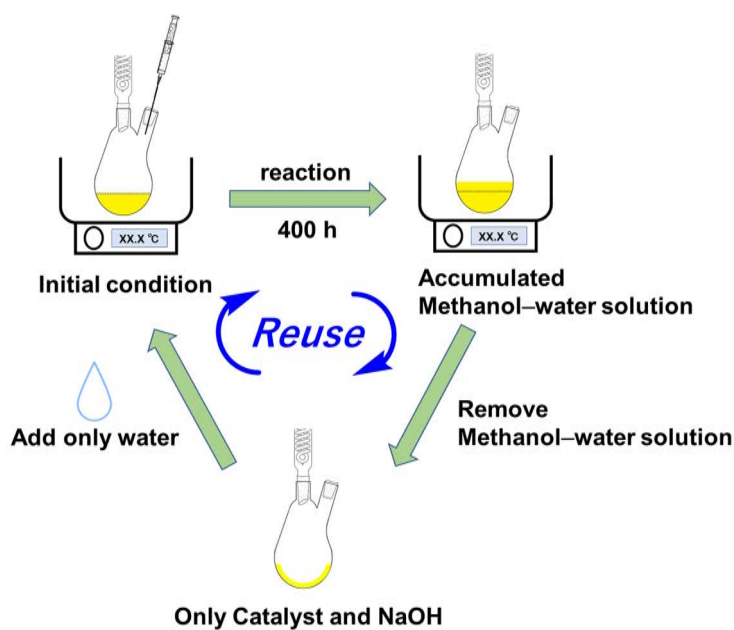 reaction
400 h
XX.X °C
XX.X °C
Initial condition
Accumulated
Methanol–water solution
Reuse
Add only water
Remove
Methanol–water solution
Only Catalyst and NaOH